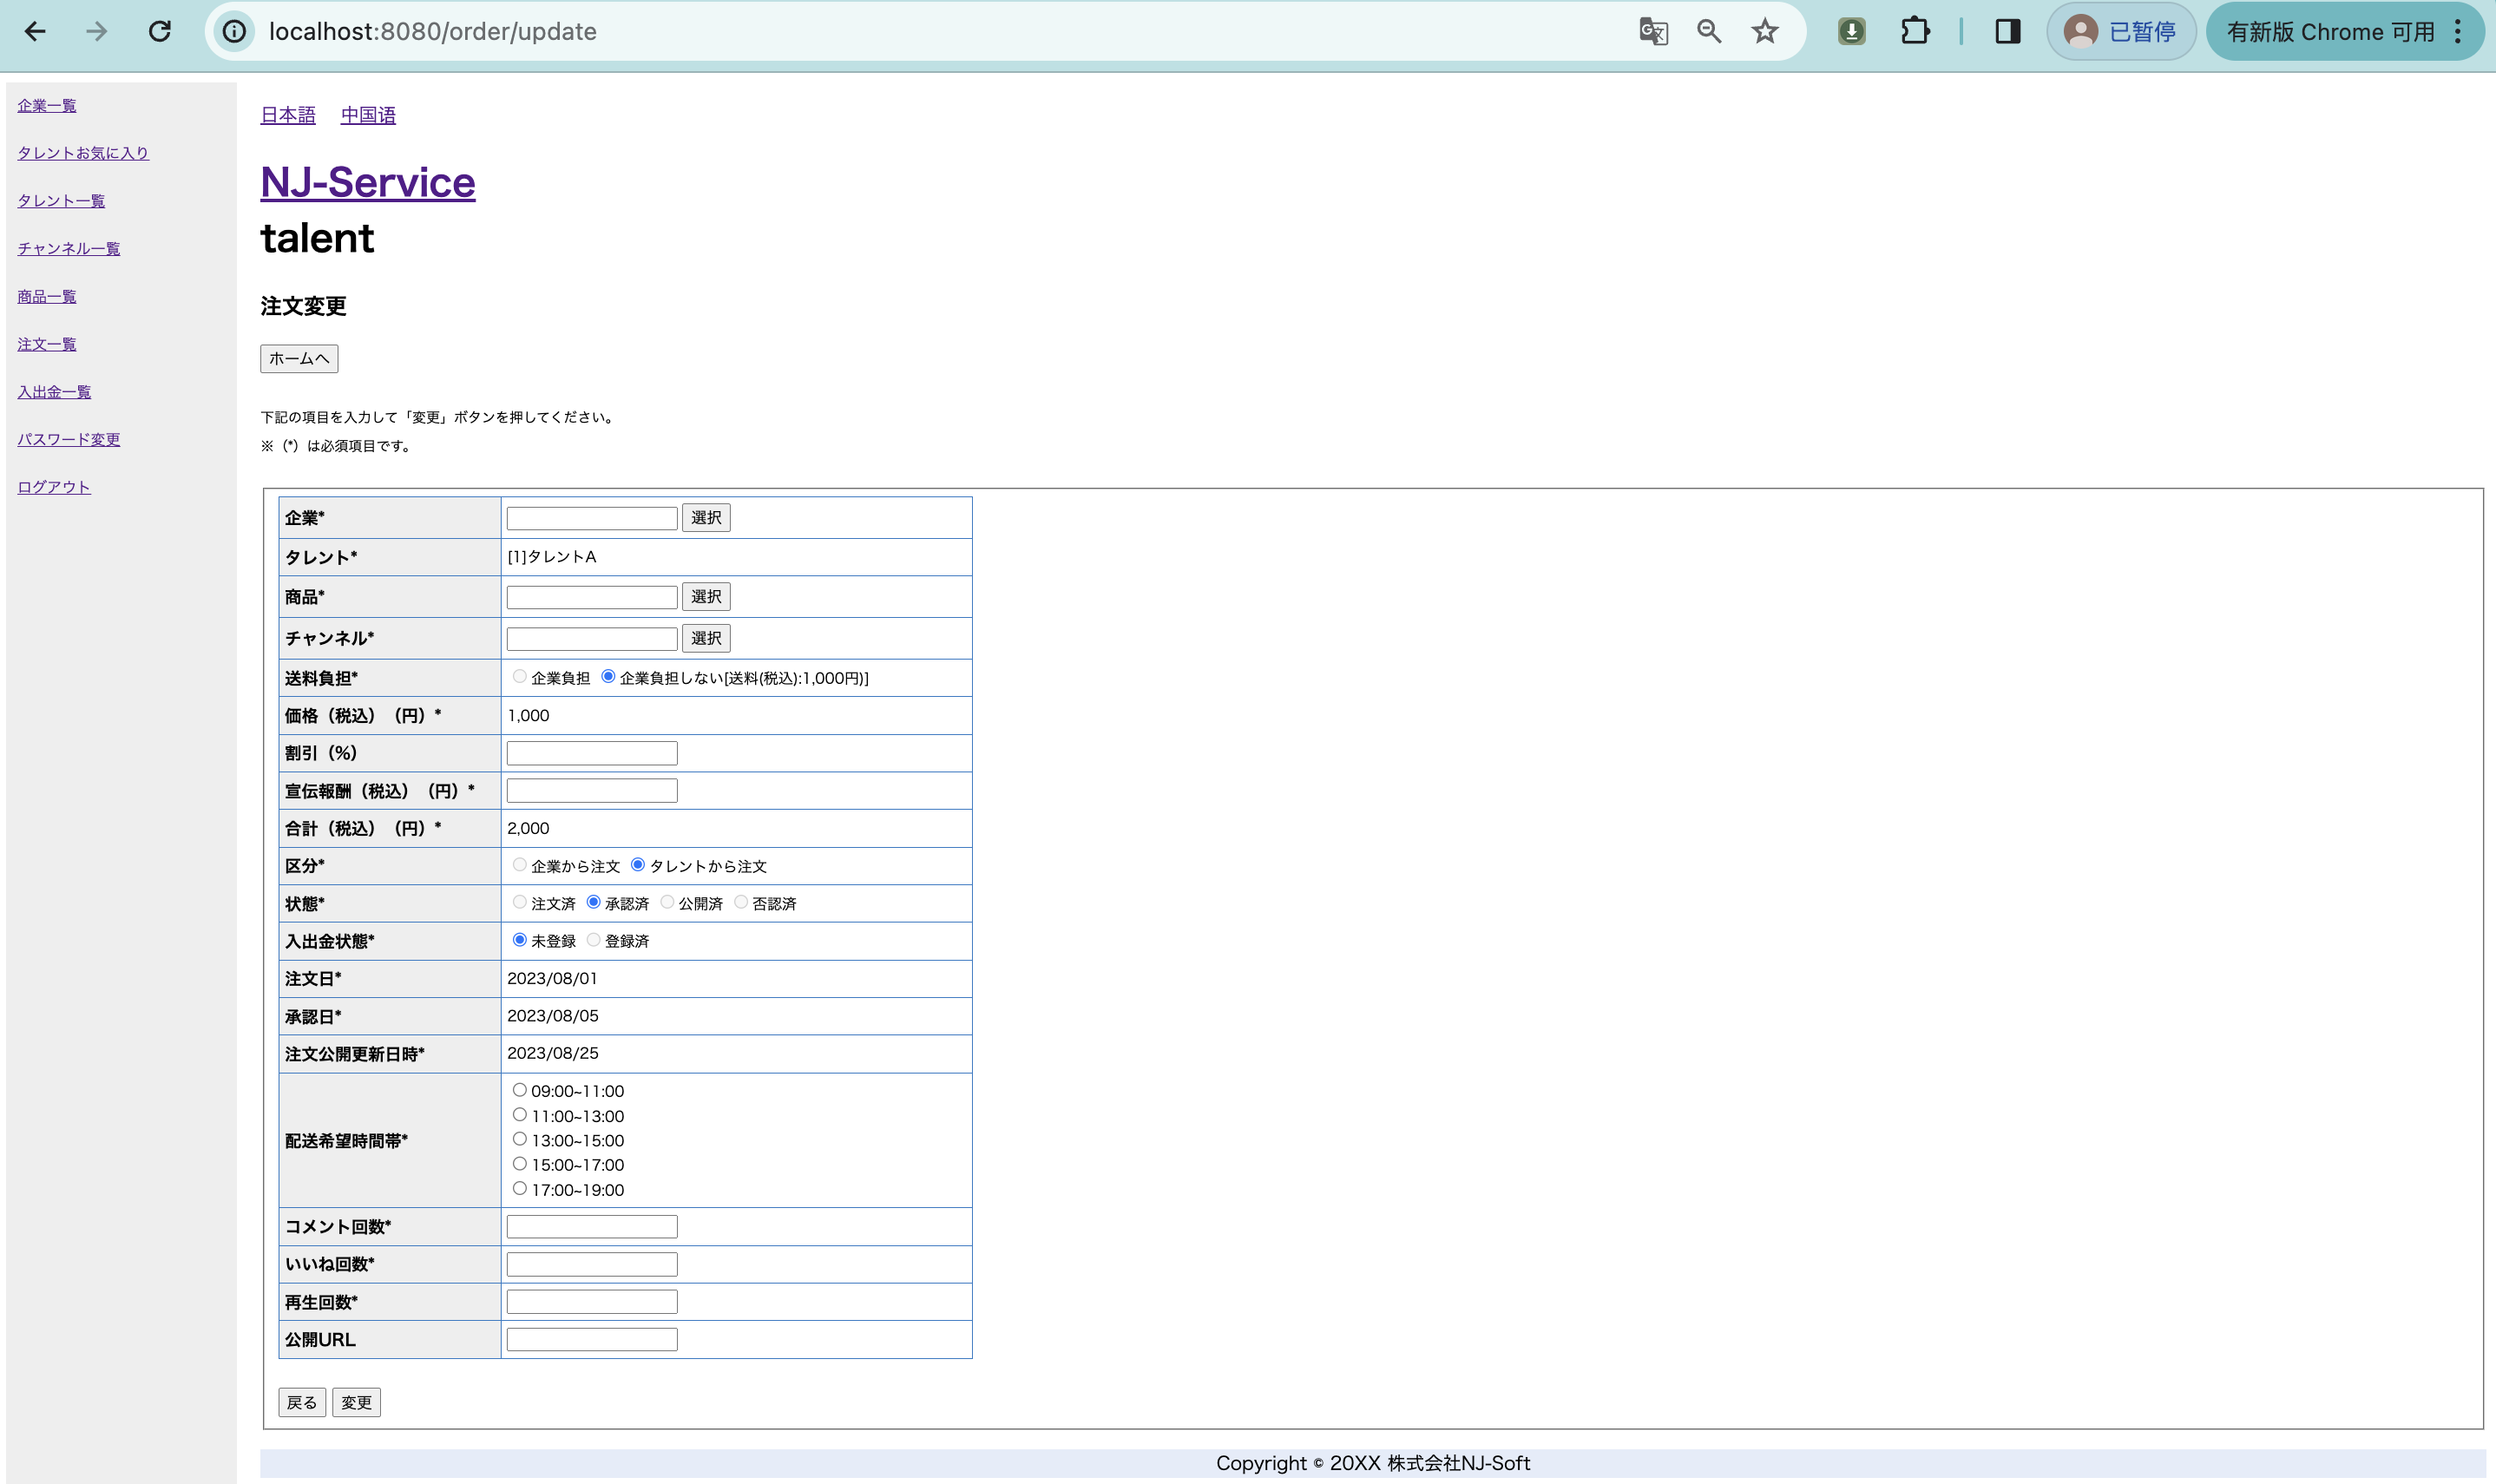 localhost:8080/order/update
已暂停
有新版 Chrome 可用
企業一覧
タレントお気に入り
タレント一覧
チャンネル一覧
商品一覧
注文一覧
入出金一覧
パスワード変更
ログアウト
日本語 中国语
NJ-Service
talent
注文変更
ホームへ
下記の項目を入力して「変更」ボタンを押してください。
※（*）は必須項目です。
企業* 選択
タレント* [1]タレントA
商品* 選択
チャンネル* 選択
送料負担* 企業負担 企業負担しない[送料(税込):1,000円)]
価格（税込）（円）* 1,000
割引（%）
宣伝報酬（税込）（円）*
合計（税込）（円）* 2,000
区分* 企業から注文 タレントから注文
状態* 注文済 承認済 公開済 否認済
入出金状態* 未登録 登録済
注文日* 2023/08/01
承認日* 2023/08/05
注文公開更新日時* 2023/08/25
配送希望時間帯*
09:00~11:00
11:00~13:00
13:00~15:00
15:00~17:00
17:00~19:00
コメント回数*
いいね回数*
再生回数*
公開URL
戻る 変更
Copyright © 20XX 株式会社NJ-Soft